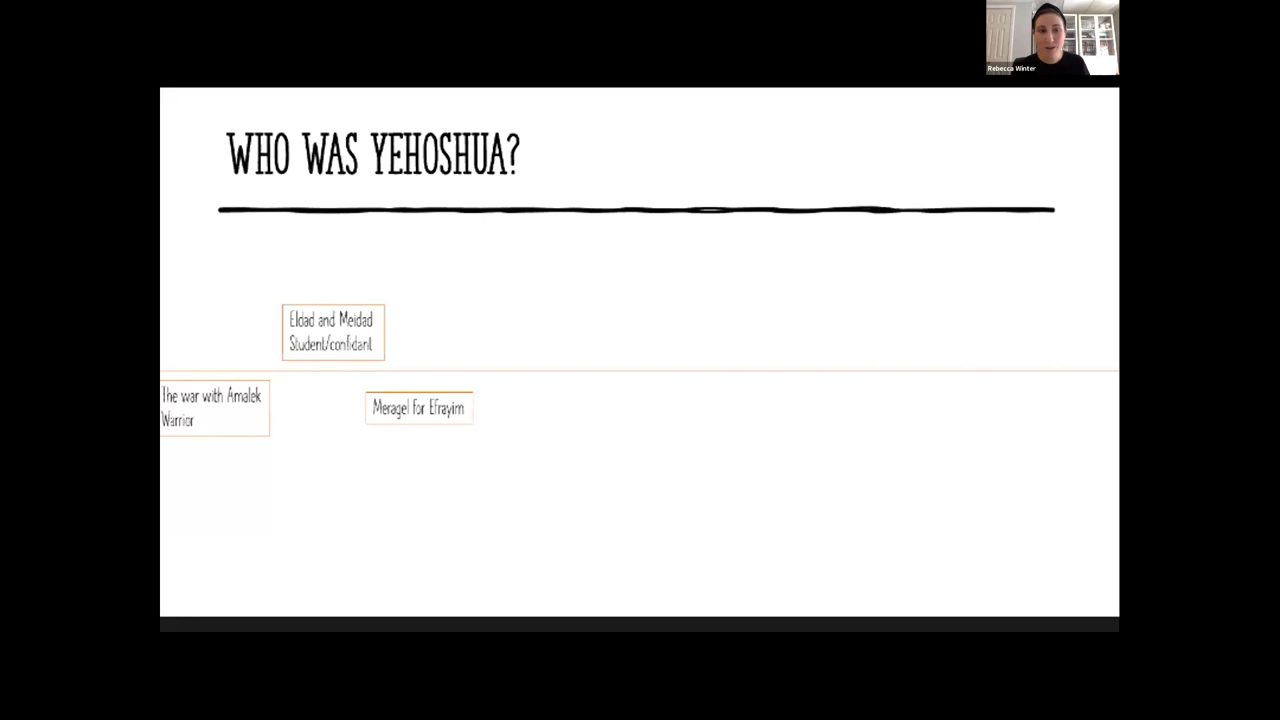 Rebecca Winter
WHO WAS YEHOSHUA?
Eldad and Meidad
Student/confidant
The war with Amalek
Warrior
Meragel for Efrayim